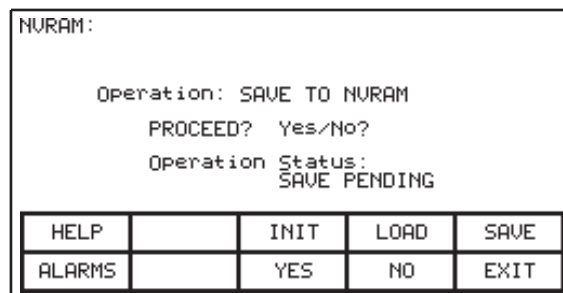 NVRAM:
Operation: SAVE TO NVRAM
PROCEED? Yes/No?
Operation Status:
SAVE PENDING
HELP INIT LOAD SAVE
ALARMS YES NO EXIT